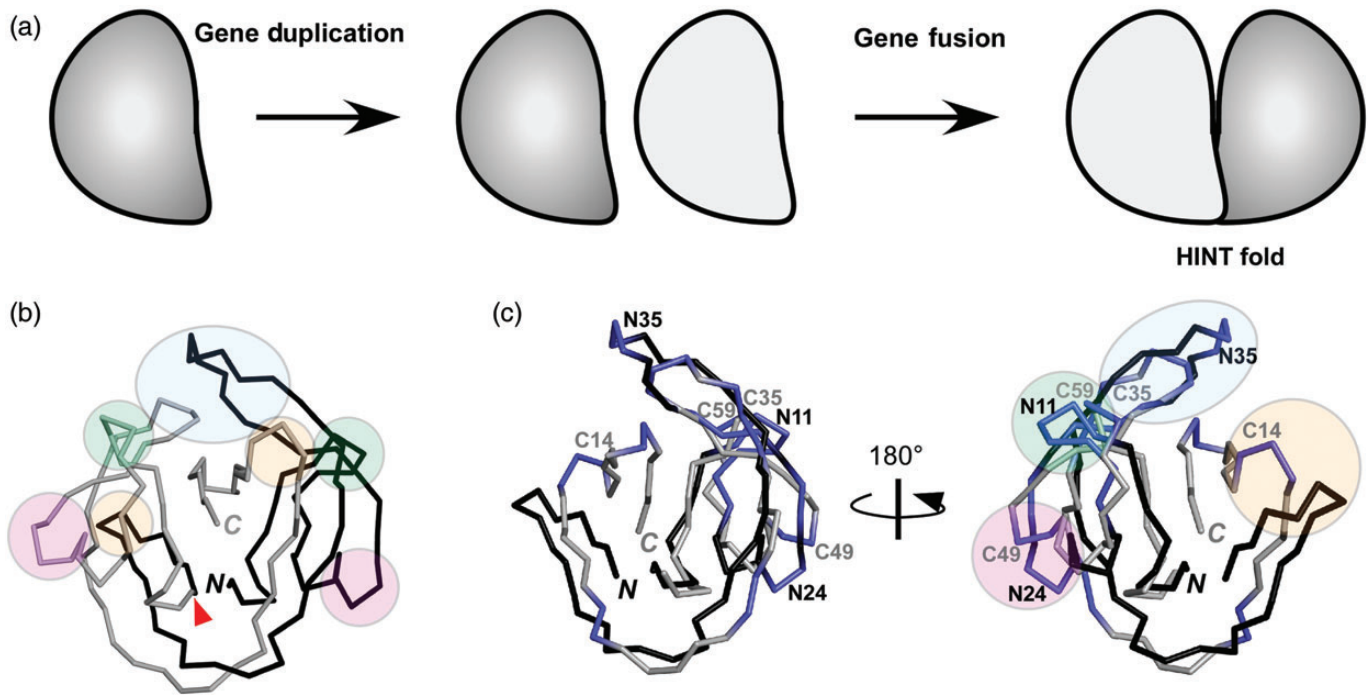 (a)
Gene duplication
Gene fusion
HINT fold
(b)
C
N
(c)
N35
C59
C35
N11
C14
C
C49
N
N24
180°
N35
C59
C35
N11
C14
C
C49
N
N24